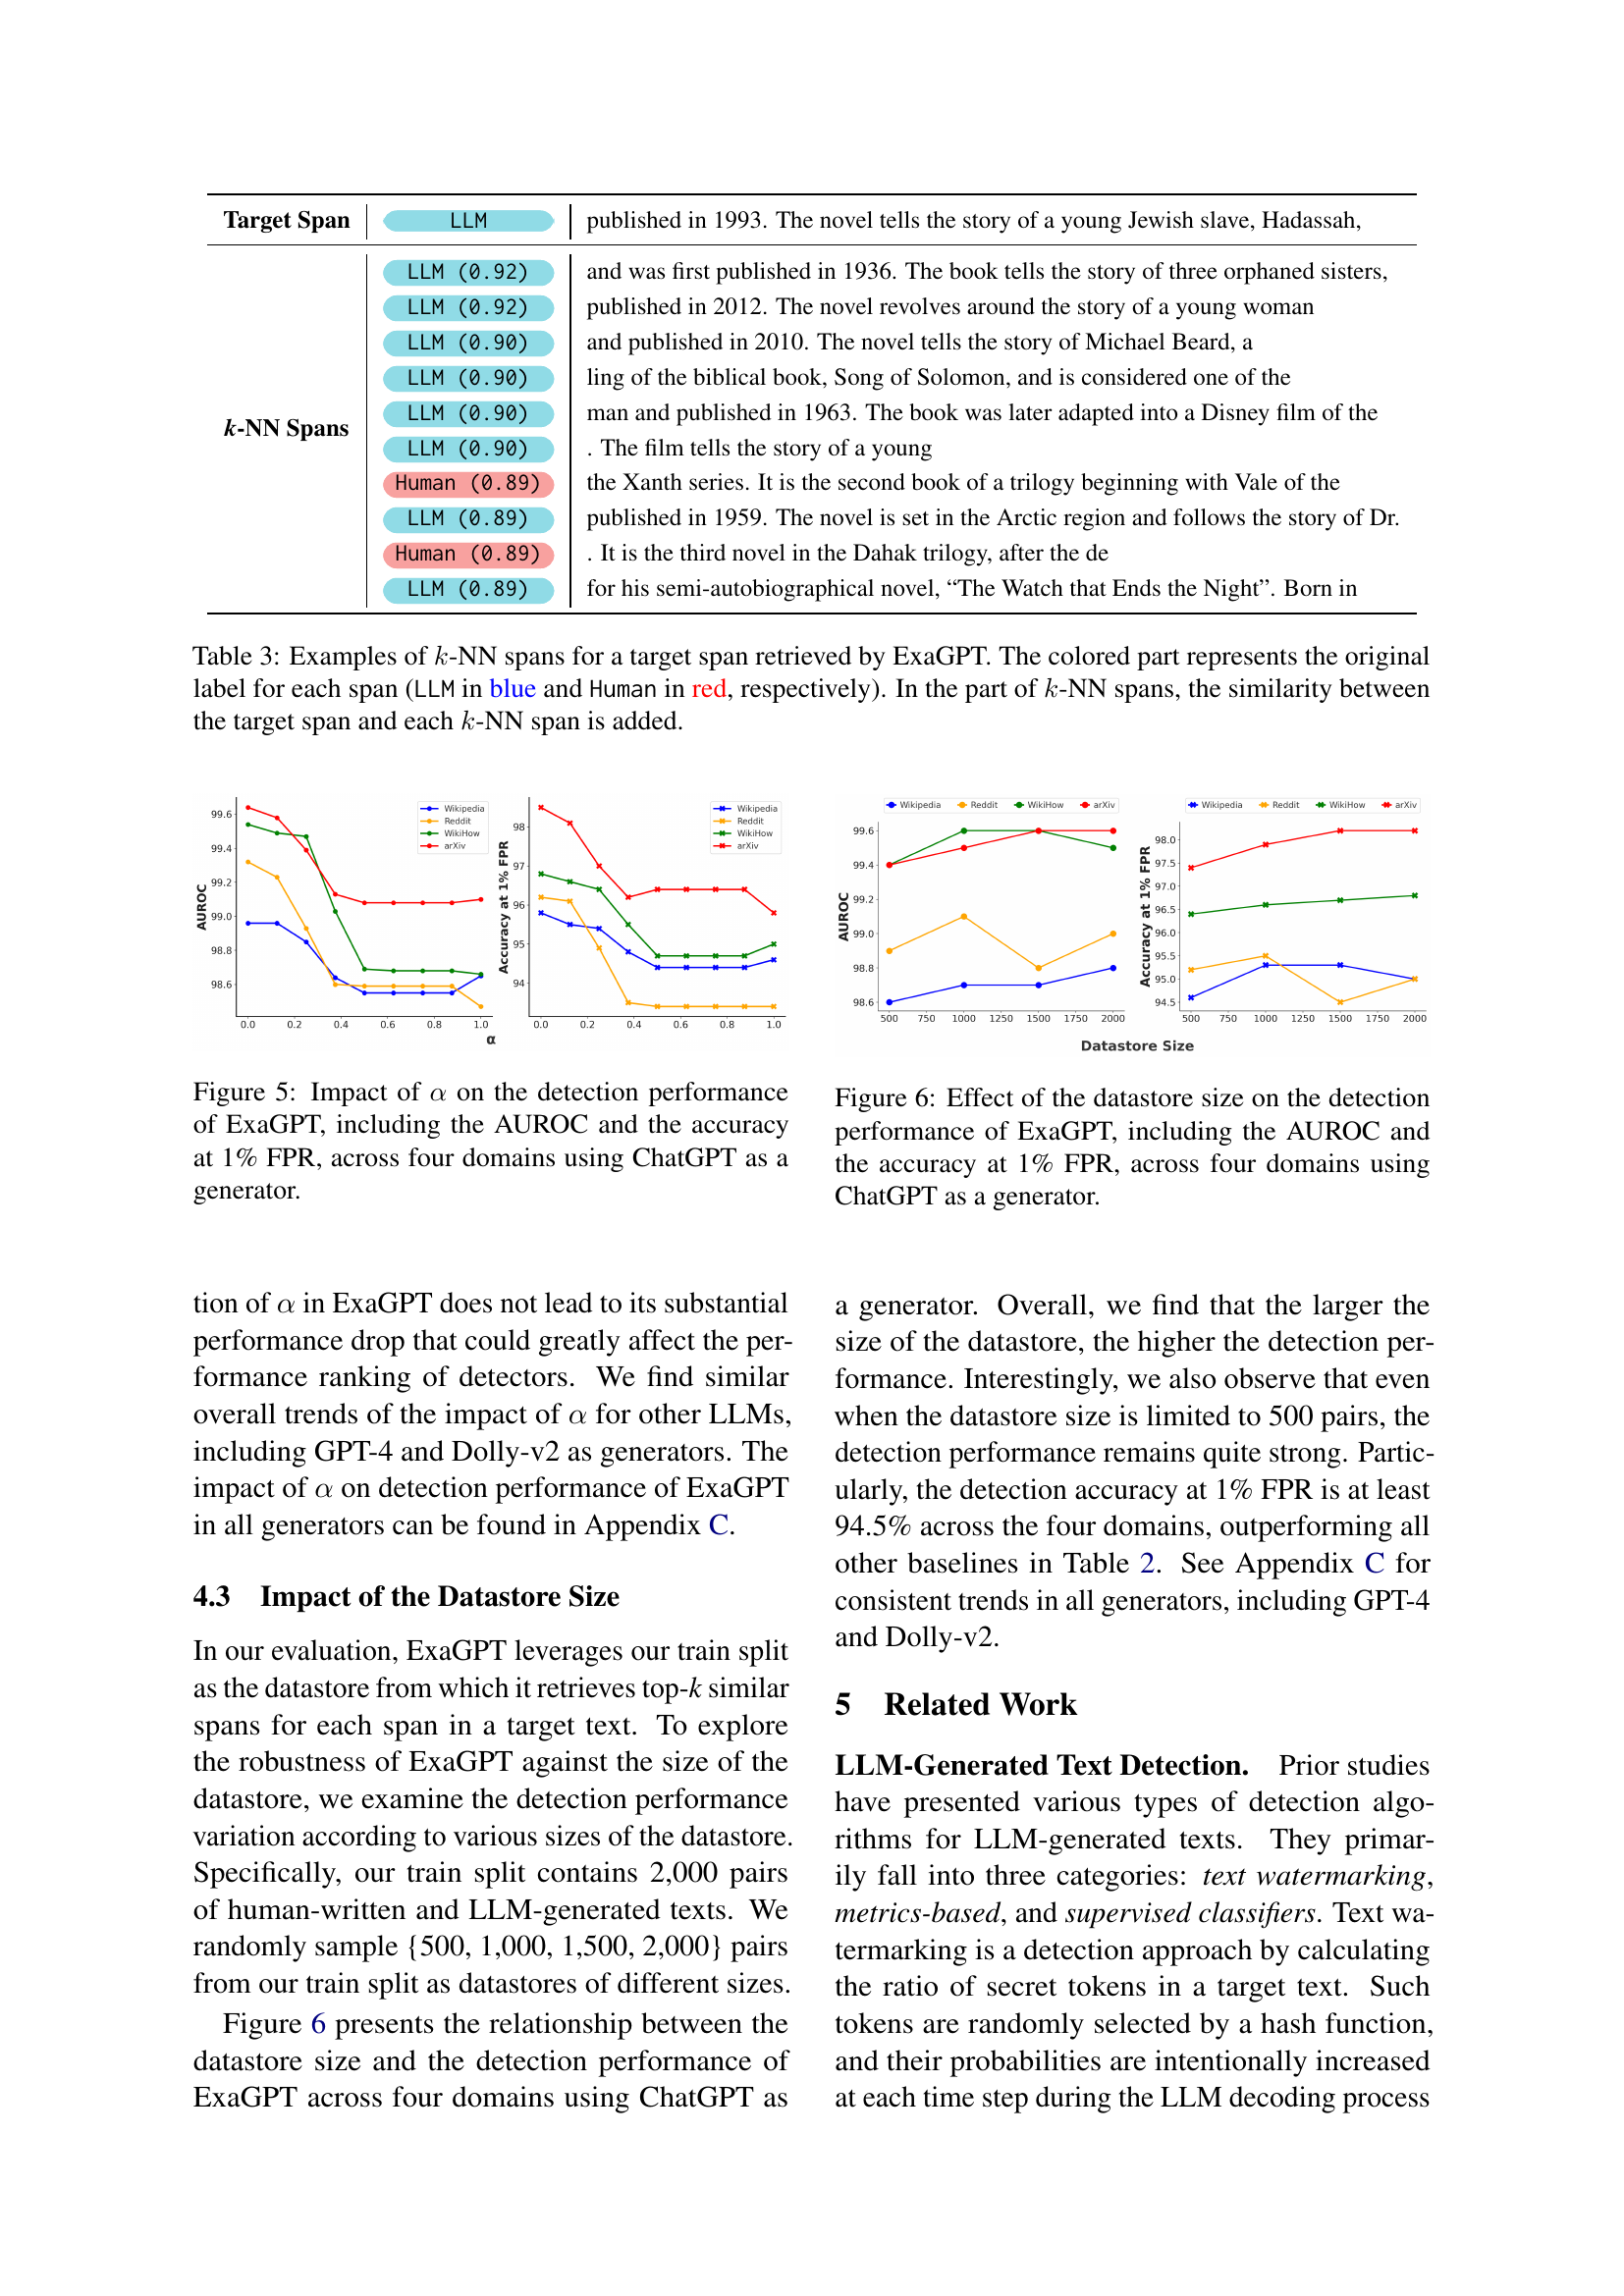 Target Span LLM published in 1993. The novel tells the story of a young Jewish slave, Hadassah,
k-NN Spans
LLM (0.92) and was first published in 1936. The book tells the story of three orphaned sisters,
LLM (0.92) published in 2012. The novel revolves around the story of a young woman
LLM (0.90) and published in 2010. The novel tells the story of Michael Beard, a
LLM (0.90) ling of the biblical book, Song of Solomon, and is considered one of the
LLM (0.90) man and published in 1963. The book was later adapted into a Disney film of the
LLM (0.90) . The film tells the story of a young
Human (0.89) the Xanth series. It is the second book of a trilogy beginning with Vale of the
LLM (0.89) published in 1959. The novel is set in the Arctic region and follows the story of Dr.
Human (0.89) . It is the third novel in the Dahak trilogy, after the de
LLM (0.89) for his semi-autobiographical novel, “The Watch that Ends the Night”. Born in
Table 3: Examples of k-NN spans for a target span retrieved by ExaGPT. The colored part represents the original
label for each span (LLM in blue and Human in red, respectively). In the part of k-NN spans, the similarity between
the target span and each k-NN span is added.
AUROC
99.6
99.4
99.2
99.0
98.8
98.6
0.0 0.2 0.4 0.6 0.8 1.0
Wikipedia
Reddit
WikiHow
arXiv
Accuracy at 1% FPR
98
97
96
95
94
0.0 0.2 0.4 0.6 0.8 1.0
Wikipedia
Reddit
WikiHow
arXiv
α
Figure 5: Impact of α on the detection performance
of ExaGPT, including the AUROC and the accuracy
at 1% FPR, across four domains using ChatGPT as a
generator.
Wikipedia Reddit WikiHow arXiv
AUROC
99.6
99.4
99.2
99.0
98.8
98.6
500 750 1000 1250 1500 1750 2000
Wikipedia Reddit WikiHow arXiv
Accuracy at 1% FPR
98.0
97.5
97.0
96.5
96.0
95.5
95.0
94.5
500 750 1000 1250 1500 1750 2000
Datastore Size
Figure 6: Effect of the datastore size on the detection
performance of ExaGPT, including the AUROC and
the accuracy at 1% FPR, across four domains using
ChatGPT as a generator.
tion of α in ExaGPT does not lead to its substantial
performance drop that could greatly affect the per-
formance ranking of detectors. We find similar
overall trends of the impact of α for other LLMs,
including GPT-4 and Dolly-v2 as generators. The
impact of α on detection performance of ExaGPT
in all generators can be found in Appendix C.
4.3 Impact of the Datastore Size
In our evaluation, ExaGPT leverages our train split
as the datastore from which it retrieves top-k similar
spans for each span in a target text. To explore
the robustness of ExaGPT against the size of the
datastore, we examine the detection performance
variation according to various sizes of the datastore.
Specifically, our train split contains 2,000 pairs
of human-written and LLM-generated texts. We
randomly sample {500, 1,000, 1,500, 2,000} pairs
from our train split as datastores of different sizes.
Figure 6 presents the relationship between the
datastore size and the detection performance of
ExaGPT across four domains using ChatGPT as
a generator. Overall, we find that the larger the
size of the datastore, the higher the detection per-
formance. Interestingly, we also observe that even
when the datastore size is limited to 500 pairs, the
detection performance remains quite strong. Partic-
ularly, the detection accuracy at 1% FPR is at least
94.5% across the four domains, outperforming all
other baselines in Table 2. See Appendix C for
consistent trends in all generators, including GPT-4
and Dolly-v2.
5 Related Work
LLM-Generated Text Detection. Prior studies
have presented various types of detection algo-
rithms for LLM-generated texts. They primar-
ily fall into three categories: text watermarking,
metrics-based, and supervised classifiers. Text wa-
termarking is a detection approach by calculating
the ratio of secret tokens in a target text. Such
tokens are randomly selected by a hash function,
and their probabilities are intentionally increased
at each time step during the LLM decoding process